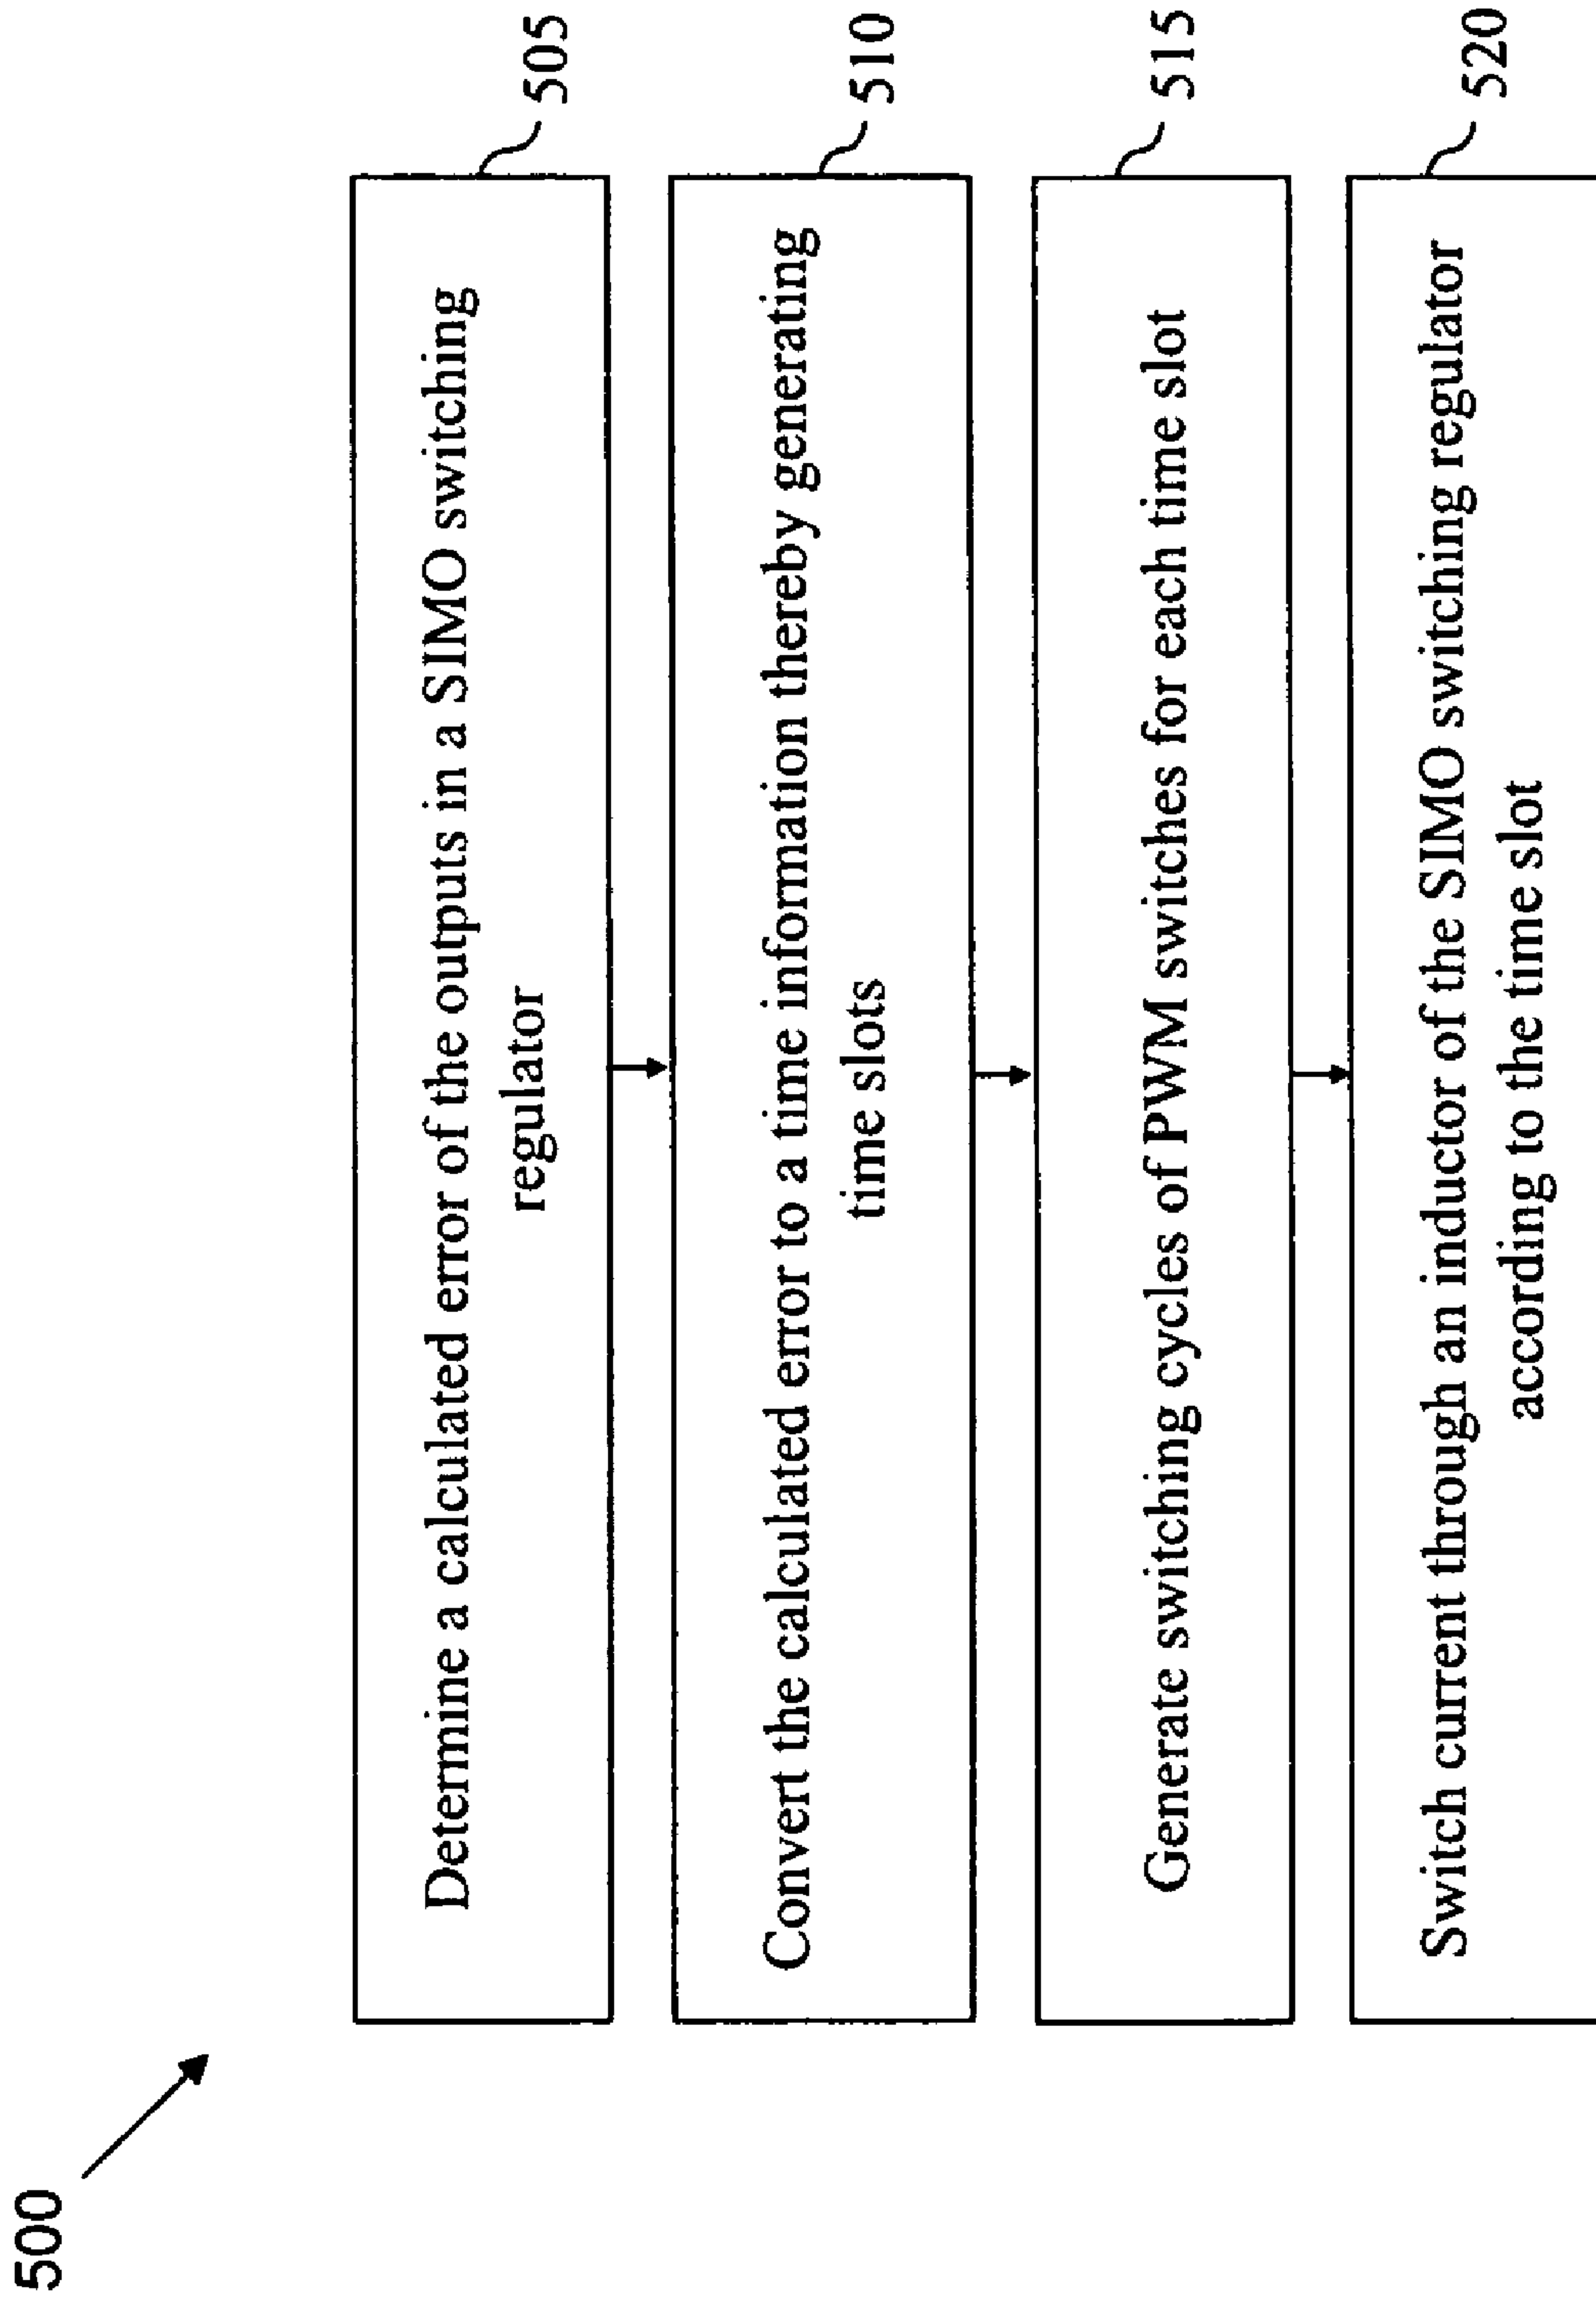 500
Determine a calculated error of the outputs in a SIMO switching
regulator
505
Convert the calculated error to a time information thereby generating
time slots
510
Generate switching cycles of PWM switches for each time slot
515
Switch current through an inductor of the SIMO switching regulator
according to the time slot
520